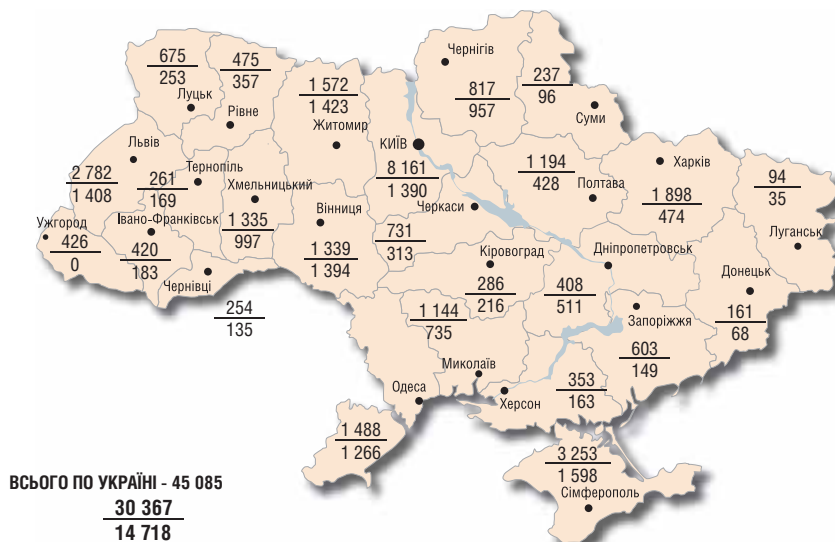 Чернігів
817
957
237
96
Суми
675
253
Луцьк
475
357
Рівне
1 572
1 423
Житомир
КИЇВ
8 161
1 390
Львів
2 782
1 408
Тернопіль
261
169
Хмельницький
1 335
997
Вінниця
1 339
1 394
Черкаси
731
313
1 194
428
Полтава
Харків
1 898
474
94
35
Луганськ
Ужгород
426
0
Івано-Франківськ
420
183
Чернівці
254
135
Кіровоград
286
216
Дніпропетровськ
408
511
Донецьк
161
68
Запоріжжя
603
149
1 144
735
Миколаїв
Одеса
Херсон
353
163
1 488
1 266
3 253
1 598
Сімферополь
ВСЬОГО ПО УКРАЇНІ - 45 085
30 367
14 718